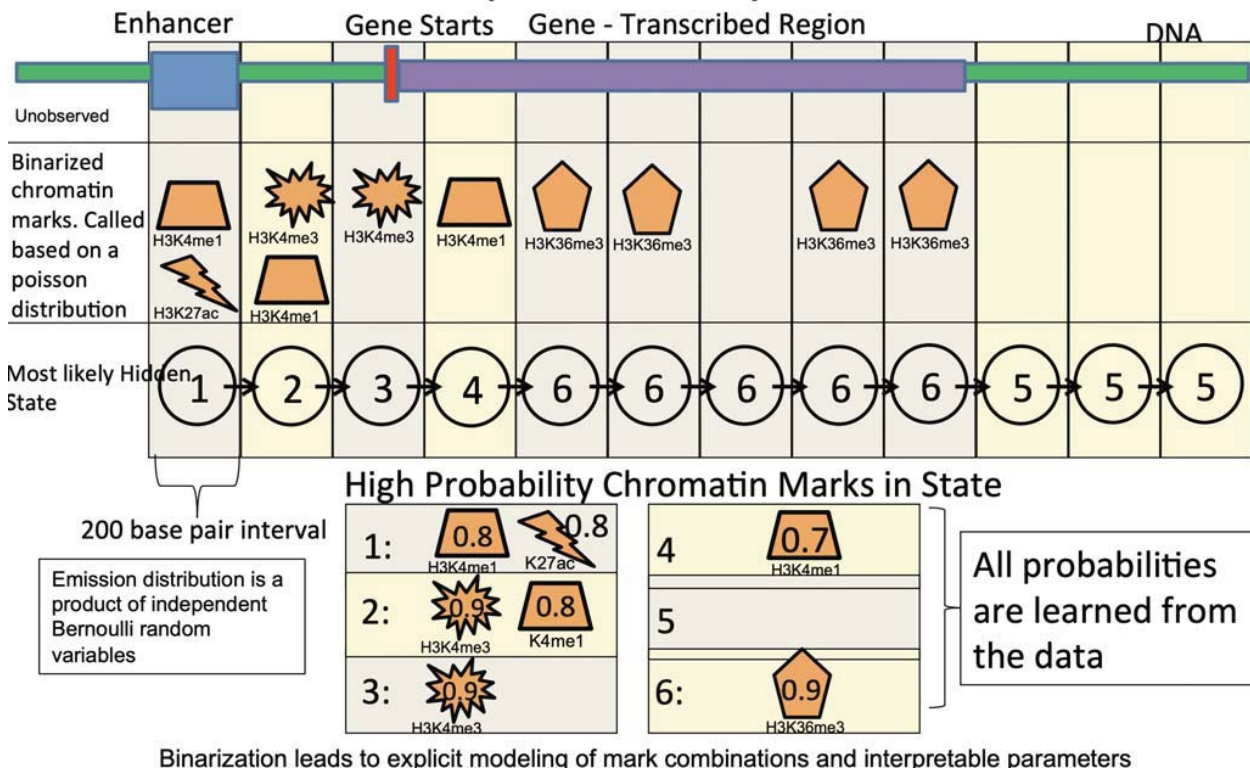 Enhancer
Gene Starts
Gene - Transcribed Region
DNA
Unobserved
Binarized
chromatin
marks. Called
based on a
poisson
distribution
H3K4me1
H3K27ac
H3K4me3
H3K4me1
H3K4me3
H3K4me1
H3K36me3
H3K36me3
H3K36me3
H3K36me3
Most likely Hidden
State
1
2
3
4
6
6
6
6
6
5
5
5
200 base pair interval
Emission distribution is a
product of independent
Bernoulli random
variables
High Probability Chromatin Marks in State
1:
0.8
H3K4me1
0.8
K27ac
2:
0.9
H3K4me3
0.8
K4me1
3:
0.9
H3K4me3
4
0.7
H3K4me1
5
6:
0.9
H3K36me3
All probabilities
are learned from
the data
Binarization leads to explicit modeling of mark combinations and interpretable parameters